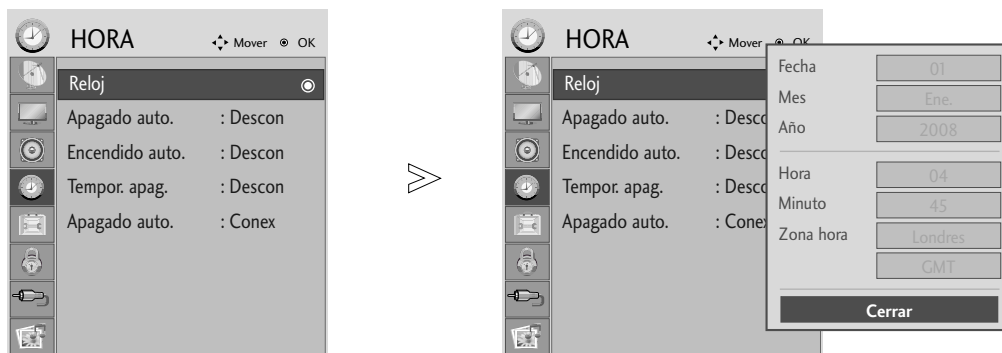 HORA Mover OK
Reloj
Apagado auto. : Descon
Encendido auto. : Descon
Tempor. apag. : Descon
Apagado auto. : Conex
HORA Mover OK
Reloj
Apagado auto. : Desco
Encendido auto. : Desco
Tempor. apag. : Desco
Apagado auto. : Conex
Fecha 01
Mes Ene.
Año 2008
Hora 04
Minuto 45
Zona hora Londres
GMT
Cerrar